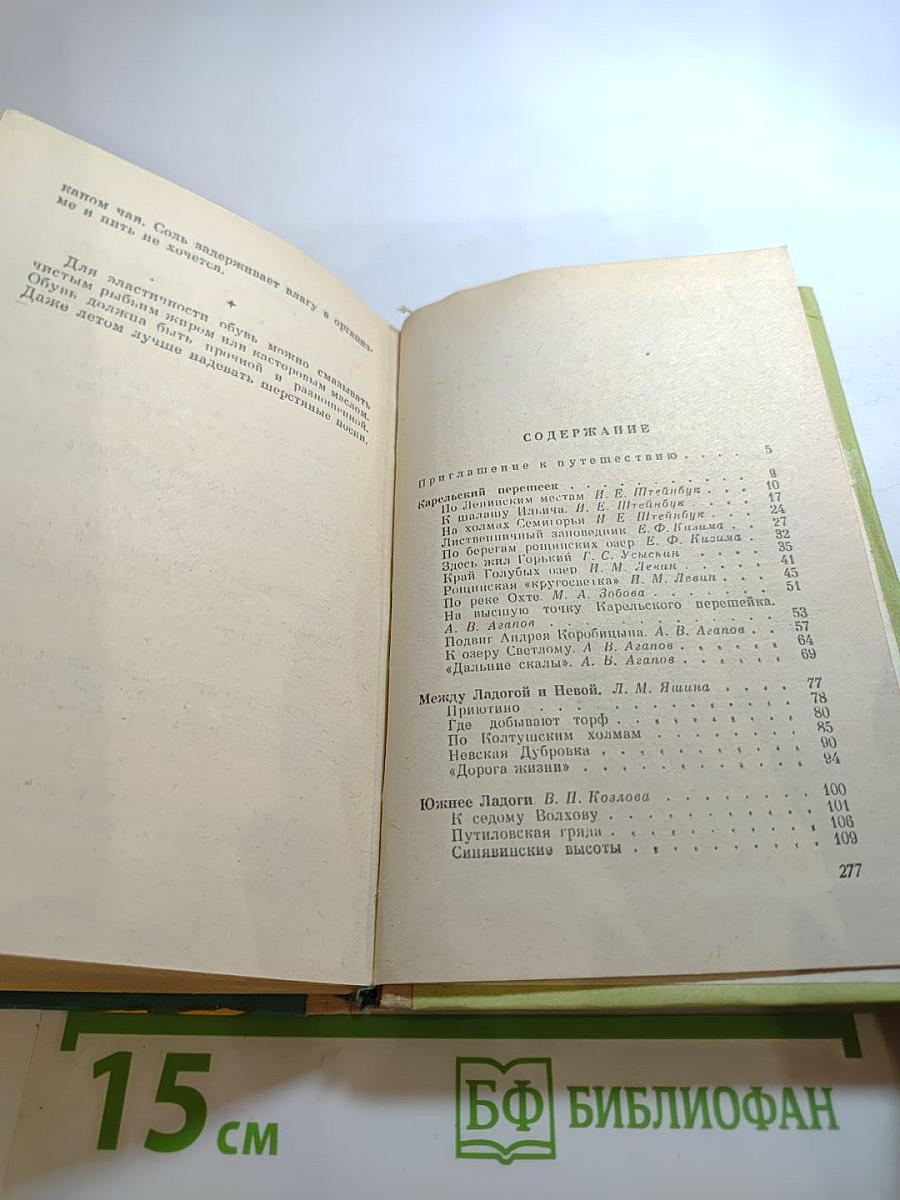 каном чая. Соль задерживает влагу в организ-
ме и пить не хочется.
+
Для эластичности обувь можно смазывать
чистым рыбьим жиром или касторовым маслом.
Обувь должна быть прочной и разношенной.
Даже летом лучше надевать шерстяные носки.
СОДЕРЖАНИЕ
Приглашение к путешествию . . . . 5
Карельский перешеек . . . . . . . . . 9
По Ленинским местам И. Е. Штейнбук . . . 10
К шалашу Ильича. И. Е. Штейнбук . . . 17
На холмах Семигорья. И. Е. Штейнбук . . 24
Лиственничный заповедник. Е. Ф. Кизима . . 27
По берегам рощинских озер. Е. Ф. Кизима . 32
Здесь жил Горький. Г. С. Усыскин . . . . 35
Край Голубых озер И. М. Левин . . . . 41
Рощинская «кругосветка» И. М. Левин . . . 45
По реке Охте. М. А. Зобова . . . . . . 51
На высшую точку Карельского перешейка.
А. В. Агапов . . . . . . . . . . 53
Подвиг Андрея Коробицына. А. В. Агапов . . 57
К озеру Светлому. А. В. Агапов . . . . . 64
«Дальние скалы». А. В. Агапов . . . . . 69
Между Ладогой и Невой. Л. М. Яшина . . . . 77
Приютино . . . . . . . . . . . 78
Где добывают торф . . . . . . . . 80
По Колтушским холмам . . . . . . . 85
Невская Дубровка . . . . . . . . . 90
«Дорога жизни» . . . . . . . . . . 94
Южнее Ладоги В. П. Козлова . . . . . . . 100
К седому Волхову . . . . . . . . . 101
Путиловская гряда . . . . . . . . . 106
Синявинские высоты . . . . . . . . 109
277
15 см
БФ БИБЛИОФАН